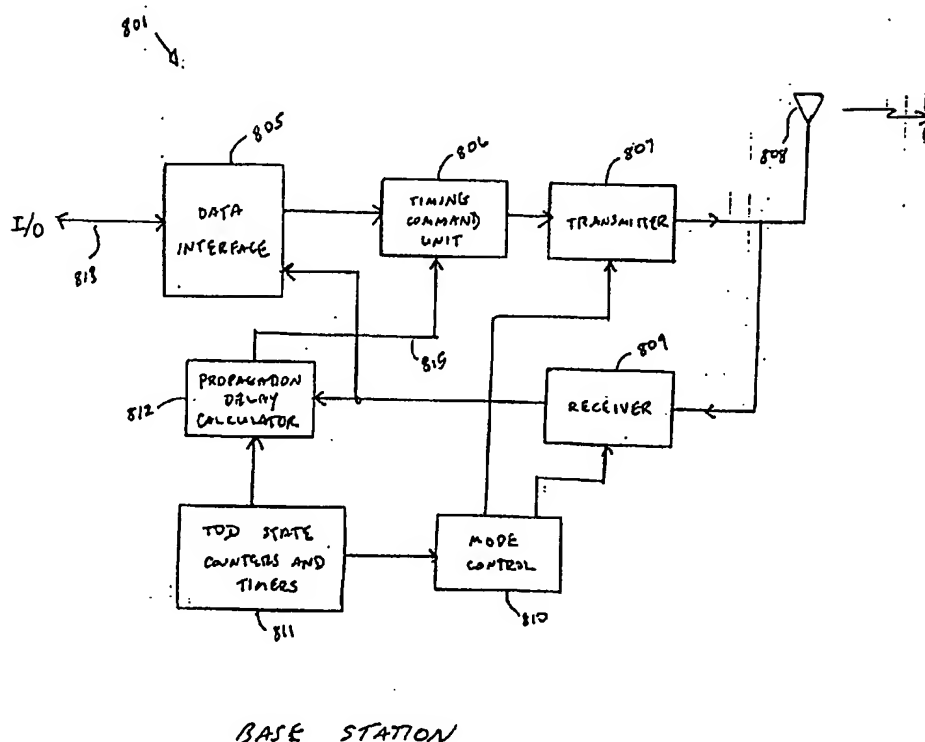 801
805
806
807
808
I/O
DATA
INTERFACE
TIMING
COMMAND
UNIT
TRANSMITTER
813
815
809
812
PROPAGATION
DELAY
CALCULATOR
RECEIVER
TDD STATE
COUNTERS AND
TIMERS
MODE
CONTROL
811
810
BASE STATION